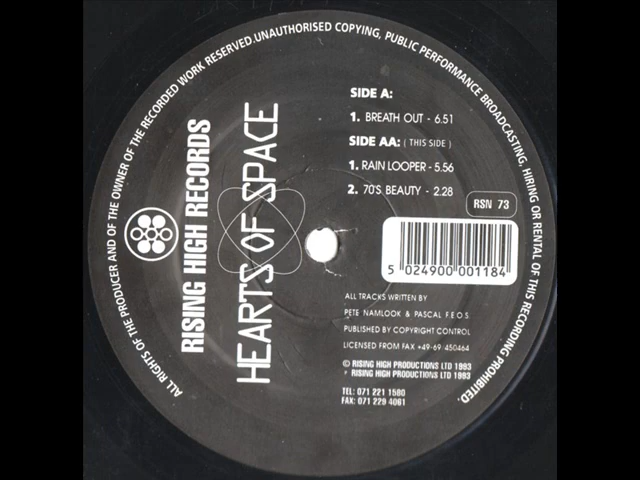 ALL RIGHTS OF THE PRODUCER AND OF THE OWNER OF THE RECORDED WORK RESERVED. UNAUTHORISED COPYING, PUBLIC PERFORMANCE BROADCASTING, HIRING OR RENTAL OF THIS RECORDING PROHIBITED.
RISING HIGH RECORDS
HEARTS OF SPACE
SIDE A:
1. BREATH OUT - 6.51
SIDE AA: ( THIS SIDE )
1. RAIN LOOPER - 5.56
2. 70'S BEAUTY - 2.28
RSN 73
5 024900 001184
ALL TRACKS WRITTEN BY
PETE NAMLOOK & PASCAL F.E.O.S.
PUBLISHED BY COPYRIGHT CONTROL
LICENSED FROM FAX +49-69-450464
© RISING HIGH PRODUCTIONS LTD 1993
RISING HIGH PRODUCTIONS LTD 1993
TEL: 071 221 1580
FAX: 071 229 4061